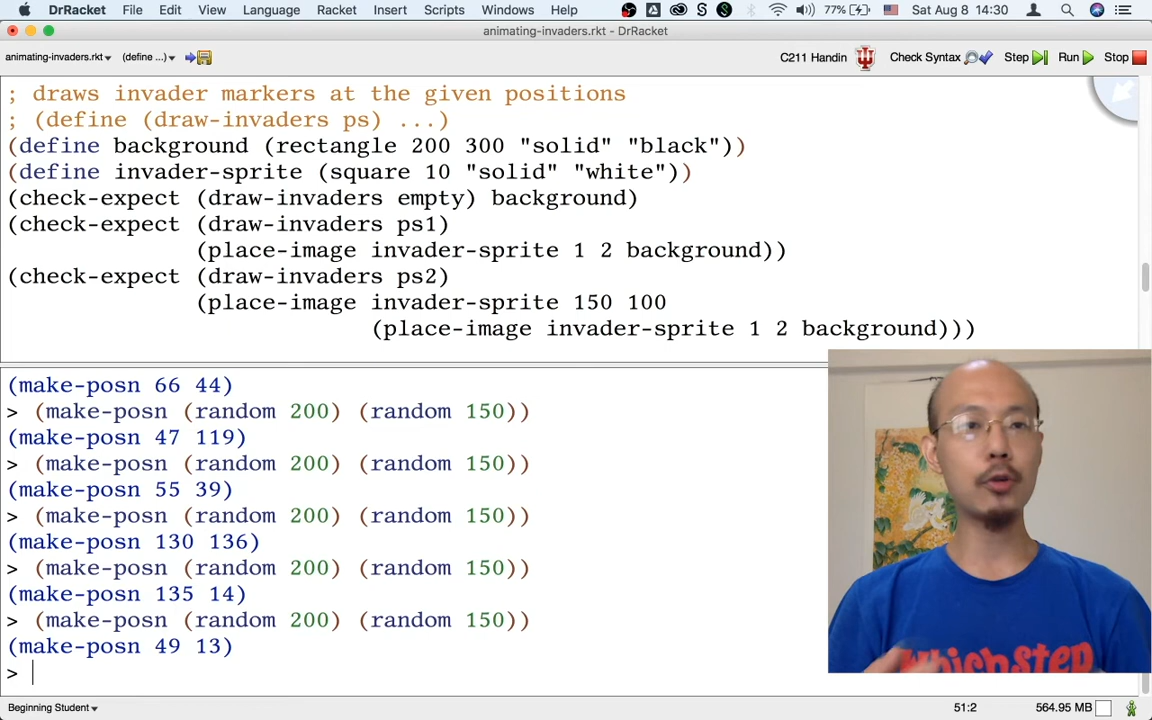 DrRacket File Edit View Language Racket Insert Scripts Windows Help 77% Sat Aug 8 14:30
animating-invaders.rkt - DrRacket
animating-invaders.rkt (define ...) C211 Handin Check Syntax Step Run Stop
; draws invader markers at the given positions
; (define (draw-invaders ps) ...)
(define background (rectangle 200 300 "solid" "black"))
(define invader-sprite (square 10 "solid" "white"))
(check-expect (draw-invaders empty) background)
(check-expect (draw-invaders ps1)
(place-image invader-sprite 1 2 background))
(check-expect (draw-invaders ps2)
(place-image invader-sprite 150 100
(place-image invader-sprite 1 2 background)))
(make-posn 66 44)
> (make-posn (random 200) (random 150))
(make-posn 47 119)
> (make-posn (random 200) (random 150))
(make-posn 55 39)
> (make-posn (random 200) (random 150))
(make-posn 130 136)
> (make-posn (random 200) (random 150))
(make-posn 135 14)
> (make-posn (random 200) (random 150))
(make-posn 49 13)
>
Which step
Beginning Student 51:2 564.95 MB